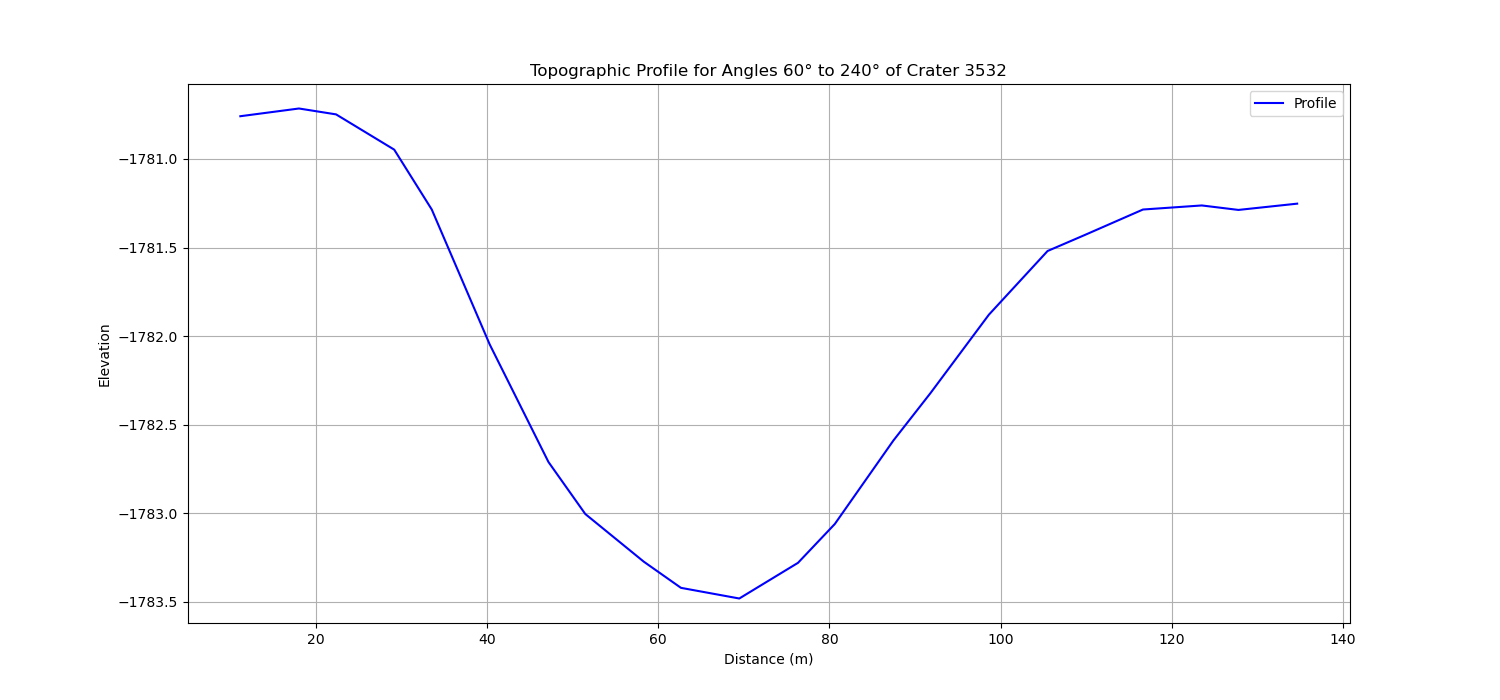 Topographic Profile for Angles 60° to 240° of Crater 3532
Profile
−1781.0
−1781.5
−1782.0
−1782.5
−1783.0
−1783.5
Elevation
20 40 60 80 100 120 140
Distance (m)